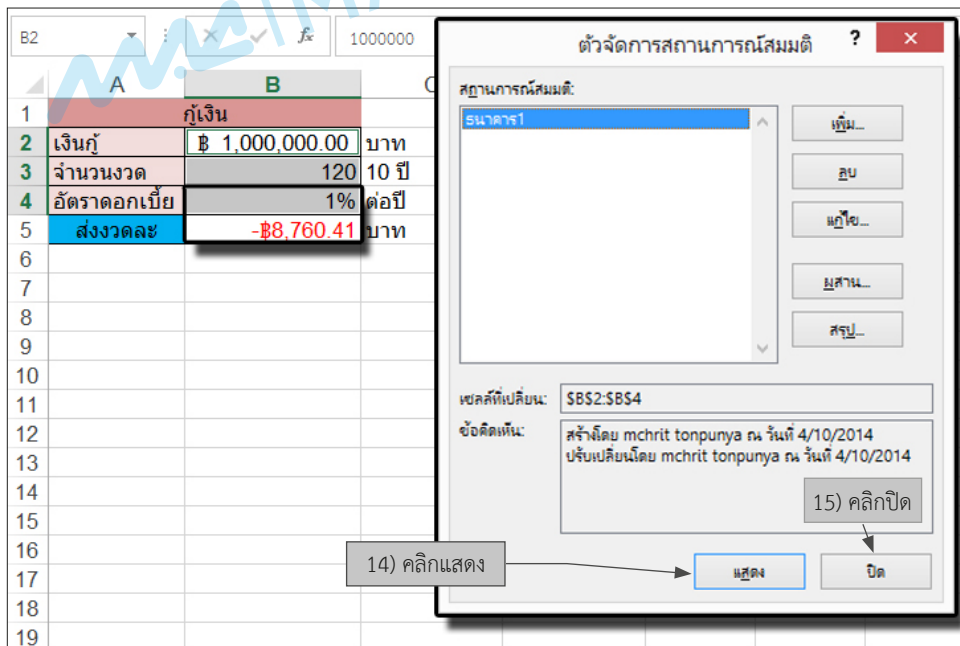 B2
fx
1000000
A
B
C
1
กู้เงิน
2
เงินกู้
฿ 1,000,000.00
บาท
3
จำนวนงวด
120
10 ปี
4
อัตราดอกเบี้ย
1%
ต่อปี
5
ส่งงวดละ
-฿8,760.41
บาท
6
7
8
9
10
11
12
13
14
15
16
17
18
19
ตัวจัดการสถานการณ์สมมติ
?
×
สถานการณ์สมมติ:
ธนาคาร1
เพิ่ม...
ลบ
แก้ไข...
ผสาน...
สรุป...
เซลล์ที่เปลี่ยน:
$B$2:$B$4
ข้อคิดเห็น:
สร้างโดย mchrit tonpunya ณ วันที่ 4/10/2014
ปรับเปลี่ยนโดย mchrit tonpunya ณ วันที่ 4/10/2014
15) คลิกปิด
14) คลิกแสดง
แสดง
ปิด